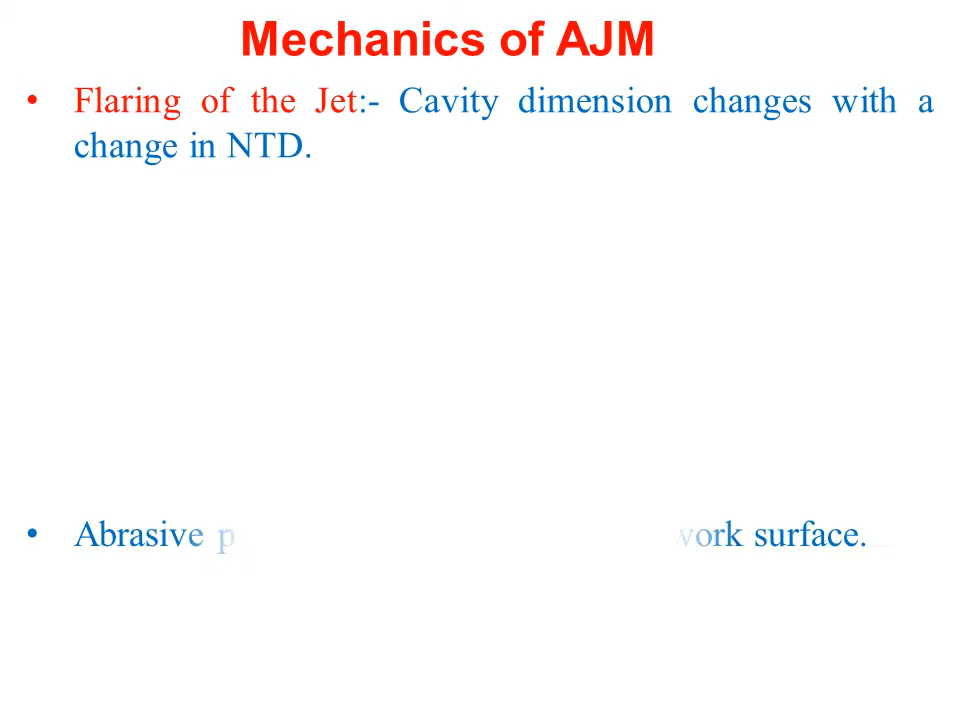 Mechanics of AJM
• Flaring of the Jet:- Cavity dimension changes with a
change in NTD.
• Abrasive work surface.